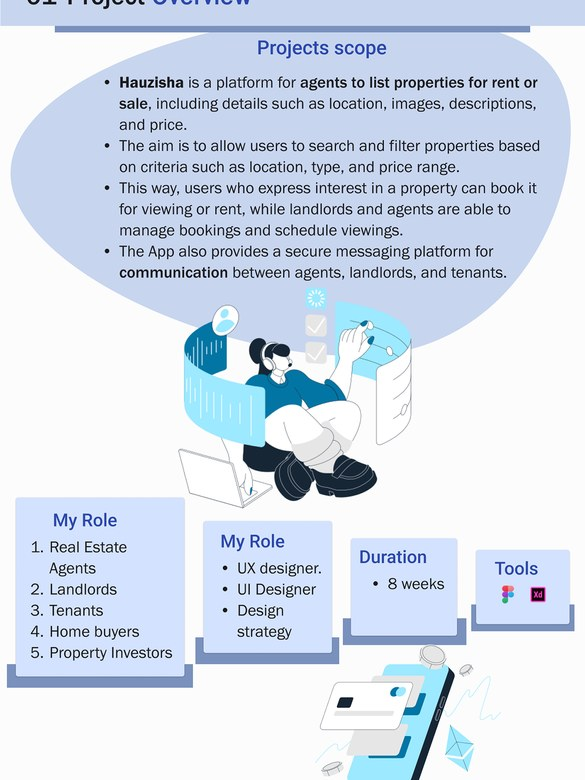 01 Project Overview
Projects scope
• Hauzisha is a platform for agents to list properties for rent or
sale, including details such as location, images, descriptions,
and price.
• The aim is to allow users to search and filter properties based
on criteria such as location, type, and price range.
• This way, users who express interest in a property can book it
for viewing or rent, while landlords and agents are able to
manage bookings and schedule viewings.
• The App also provides a secure messaging platform for
communication between agents, landlords, and tenants.
My Role
1. Real Estate
Agents
2. Landlords
3. Tenants
4. Home buyers
5. Property Investors
My Role
• UX designer.
• UI Designer
• Design
strategy
Duration
• 8 weeks
Tools
Xd